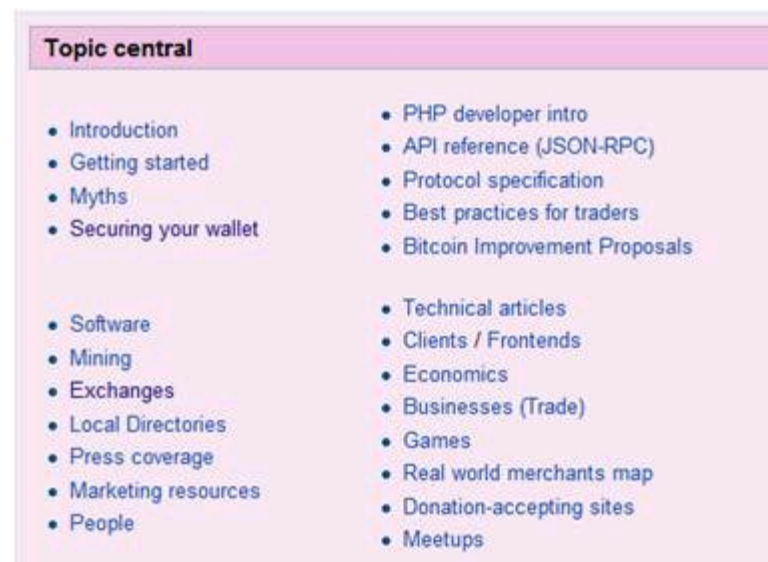 Topic central
Introduction
Getting started
Myths
Securing your wallet
PHP developer intro
API reference (JSON-RPC)
Protocol specification
Best practices for traders
Bitcoin Improvement Proposals
Software
Mining
Exchanges
Local Directories
Press coverage
Marketing resources
People
Technical articles
Clients / Frontends
Economics
Businesses (Trade)
Games
Real world merchants map
Donation-accepting sites
Meetups